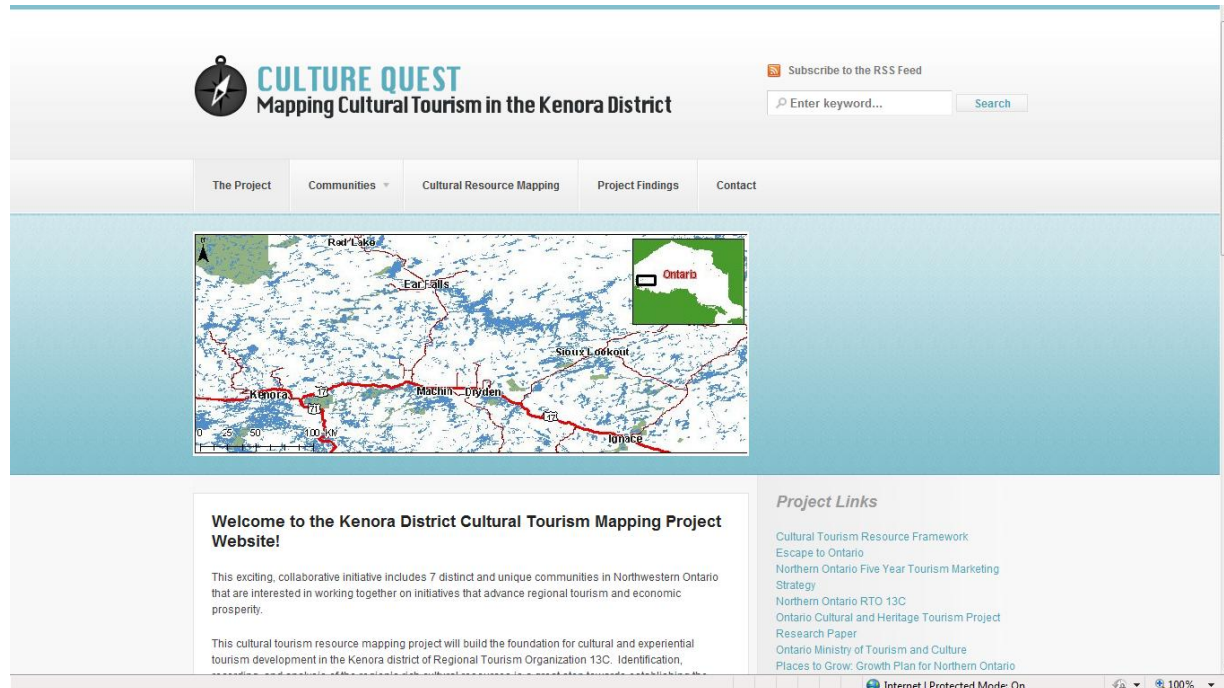 CULTURE QUEST
Mapping Cultural Tourism in the Kenora District
Subscribe to the RSS Feed
Enter keyword...
Search
The Project
Communities
Cultural Resource Mapping
Project Findings
Contact
Red Lake
Ear Falls
Ontario
Sioux Lookout
Kenora
17
Machin
Dryden
71
17
Ignace
0 25 50 100 KM
Welcome to the Kenora District Cultural Tourism Mapping Project
Website!
This exciting, collaborative initiative includes 7 distinct and unique communities in Northwestern Ontario
that are interested in working together on initiatives that advance regional tourism and economic
prosperity.
This cultural tourism resource mapping project will build the foundation for cultural and experiential
tourism development in the Kenora district of Regional Tourism Organization 13C. Identification,
Project Links
Cultural Tourism Resource Framework
Escape to Ontario
Northern Ontario Five Year Tourism Marketing
Strategy
Northern Ontario RTO 13C
Ontario Cultural and Heritage Tourism Project
Research Paper
Ontario Ministry of Tourism and Culture
Places to Grow: Growth Plan for Northern Ontario
Internet | Protected Mode: On
100%